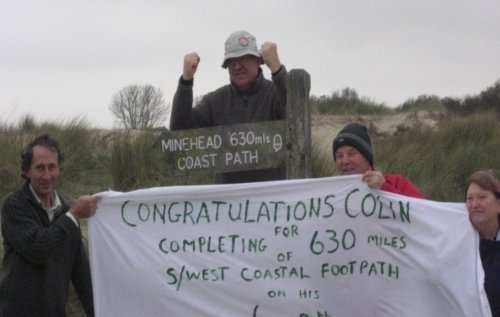 MINEHEAD 630MLS
COAST PATH
CONGRATULATIONS COLIN
FOR
COMPLETING 630 MILES
OF
S/WEST COASTAL FOOTPATH
ON HIS